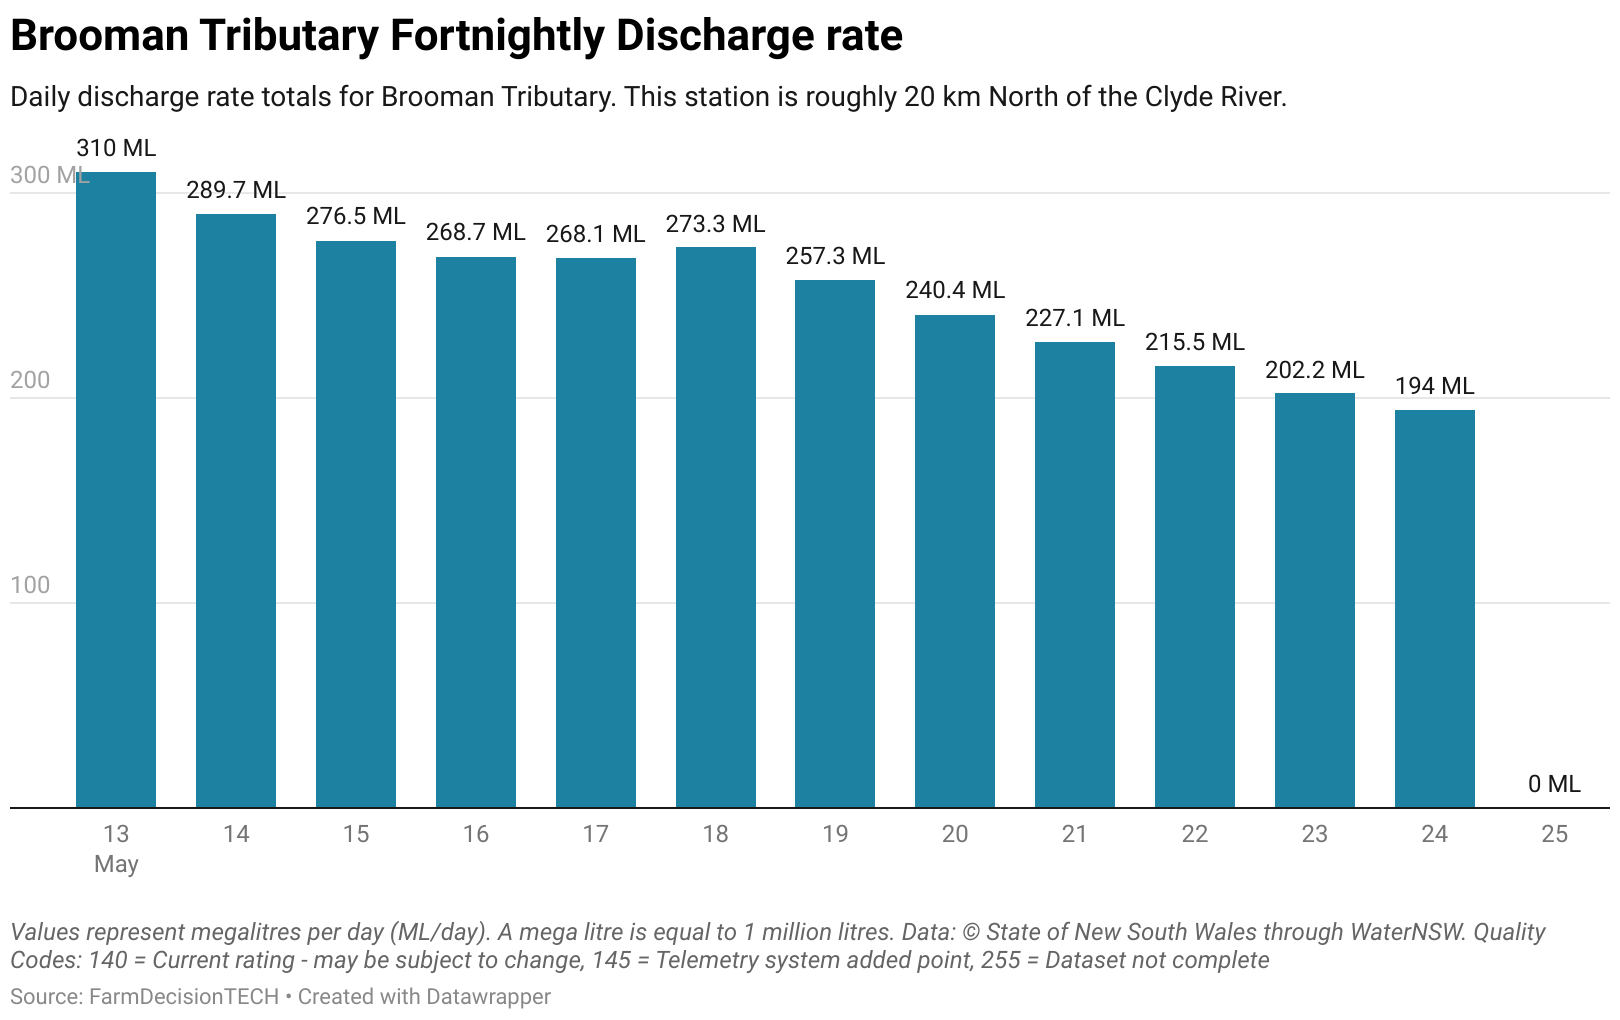 Brooman Tributary Fortnightly Discharge rate
Daily discharge rate totals for Brooman Tributary. This station is roughly 20 km North of the Clyde River.
310 ML
300 ML
289.7 ML
276.5 ML
268.7 ML
268.1 ML
273.3 ML
257.3 ML
240.4 ML
227.1 ML
215.5 ML
202.2 ML
194 ML
0 ML
200
100
13 14 15 16 17 18 19 20 21 22 23 24 25
May
Values represent megalitres per day (ML/day). A mega litre is equal to 1 million litres. Data: © State of New South Wales through WaterNSW. Quality
Codes: 140 = Current rating - may be subject to change, 145 = Telemetry system added point, 255 = Dataset not complete
Source: FarmDecisionTECH • Created with Datawrapper